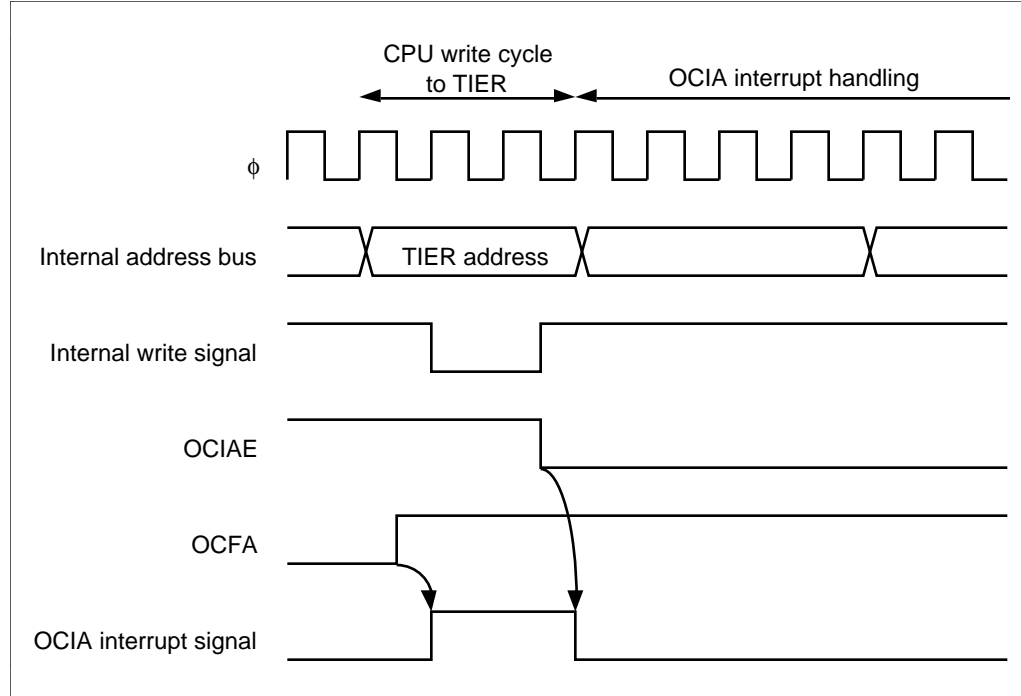 CPU write cycle
to TIER
OCIA interrupt handling
ϕ
Internal address bus
TIER address
Internal write signal
OCIAE
OCFA
OCIA interrupt signal